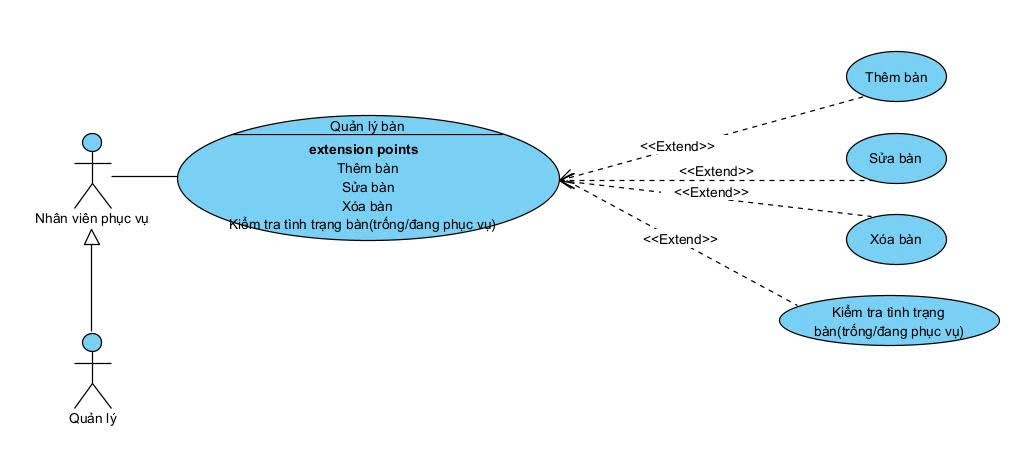 Quản lý bàn
extension points
Thêm bàn
Sửa bàn
Xóa bàn
Kiểm tra tình trạng bàn(trống/đang phục vụ)
Nhân viên phục vụ
Quản lý
<<Extend>>
<<Extend>>
<<Extend>>
<<Extend>>
Thêm bàn
Sửa bàn
Xóa bàn
Kiểm tra tình trạng
bàn(trống/đang phục vụ)